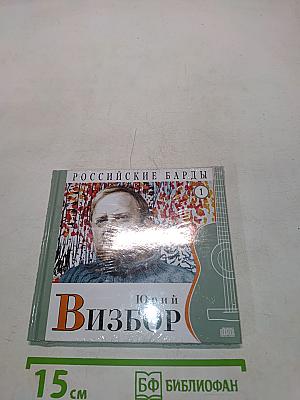 РОССИЙСКИЕ БАРДЫ
1
Юрий
ВИЗБОР
15 см
БФ БИБЛИОФАН